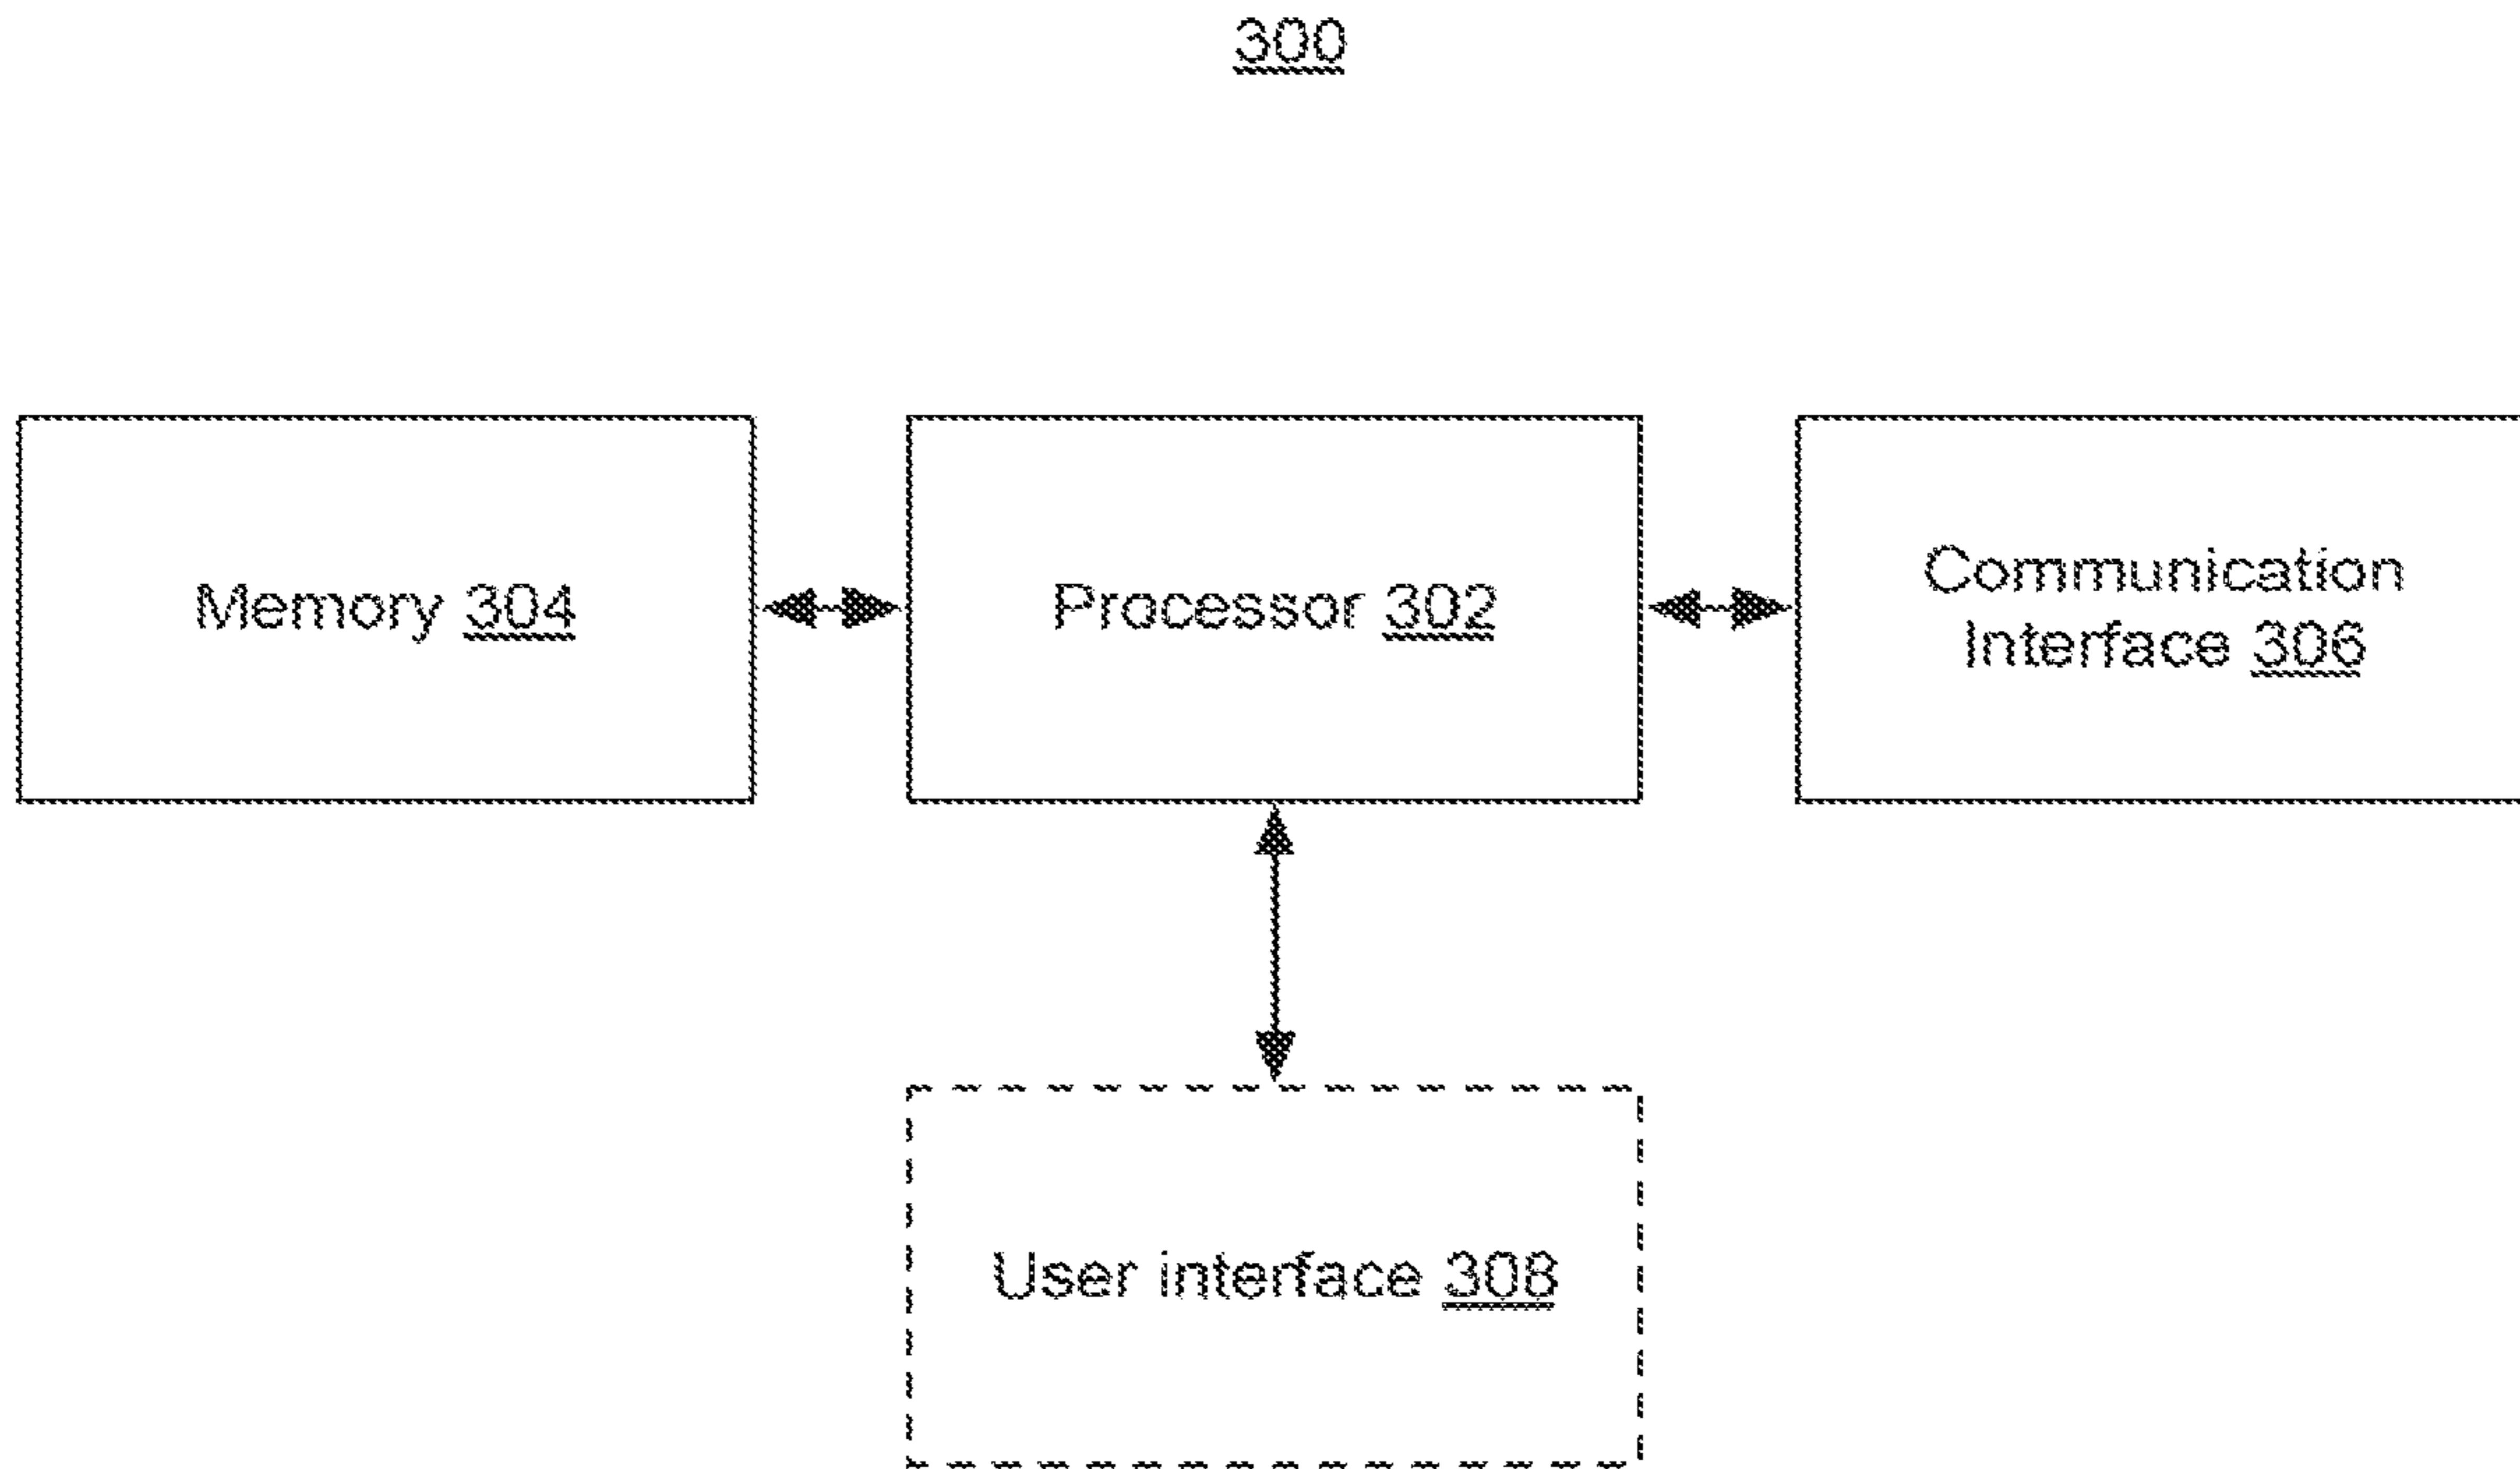 300
Memory 304
Processor 302
Communication
Interface 306
User interface 308